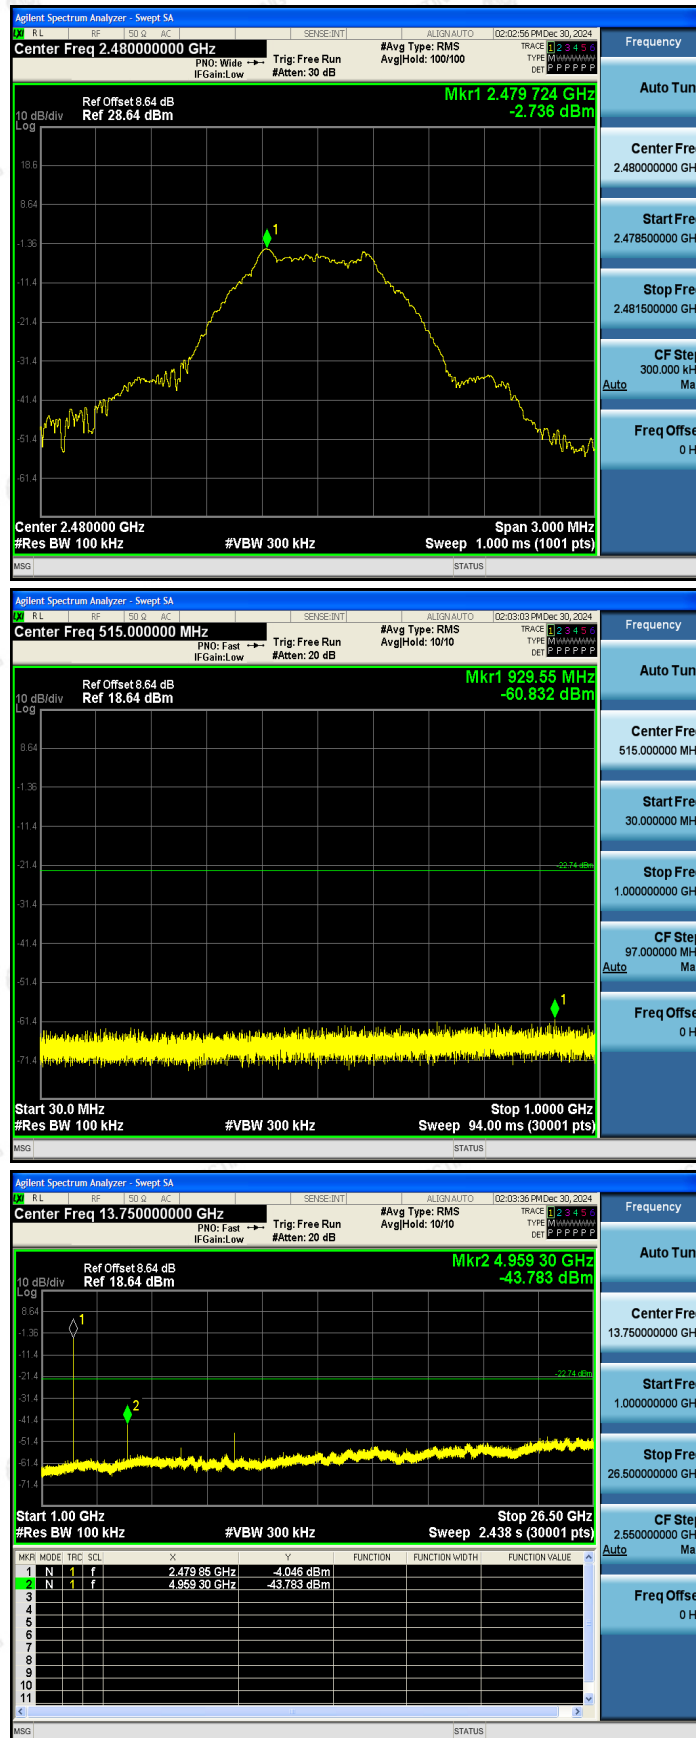 Agilent Spectrum Analyzer - Swept SA
LXI RL RF 50 Ω AC SENSE:INT ALIGNAUTO 02:02:56 PM Dec 30, 2024
Center Freq 2.480000000 GHz #Avg Type: RMS TRACE 1 2 3 4 5 6
PNO: Wide Trig: Free Run Avg|Hold: 100/100 TYPE M
IFGain:Low #Atten: 30 dB DET P P P P P P
Frequency
Auto Tun
Center Fre
2.480000000 GH
Start Fre
2.478500000 GH
Stop Fre
2.481500000 GH
CF Ste
300.000 kH
Auto Ma
Freq Offse
0 H
Mkr1 2.479 724 GHz
-2.736 dBm
Ref Offset 8.64 dB
10 dB/div Ref 28.64 dBm
Log
18.6
8.64
1
-1.36
-11.4
-21.4
-31.4
-41.4
-51.4
-61.4
Center 2.480000 GHz Span 3.000 MHz
#Res BW 100 kHz #VBW 300 kHz Sweep 1.000 ms (1001 pts)
MSG STATUS
Agilent Spectrum Analyzer - Swept SA
LXI RL RF 50 Ω AC SENSE:INT ALIGNAUTO 02:03:03 PM Dec 30, 2024
Center Freq 515.000000 MHz #Avg Type: RMS TRACE 1 2 3 4 5 6
PNO: Fast Trig: Free Run Avg|Hold: 10/10 TYPE M
IFGain:Low #Atten: 20 dB DET P P P P P P
Frequency
Auto Tun
Center Fre
515.000000 MH
Start Fre
30.000000 MH
Stop Fre
1.000000000 GH
CF Ste
97.000000 MH
Auto Ma
Freq Offse
0 H
Mkr1 929.55 MHz
-60.832 dBm
Ref Offset 8.64 dB
10 dB/div Ref 18.64 dBm
Log
8.64
-1.36
-11.4
-21.4 -22.74 dBm
-31.4
-41.4
-51.4
1
-61.4
-71.4
Start 30.0 MHz Stop 1.0000 GHz
#Res BW 100 kHz #VBW 300 kHz Sweep 94.00 ms (30001 pts)
MSG STATUS
Agilent Spectrum Analyzer - Swept SA
LXI RL RF 50 Ω AC SENSE:INT ALIGNAUTO 02:03:36 PM Dec 30, 2024
Center Freq 13.750000000 GHz #Avg Type: RMS TRACE 1 2 3 4 5 6
PNO: Fast Trig: Free Run Avg|Hold: 10/10 TYPE M
IFGain:Low #Atten: 20 dB DET P P P P P P
Frequency
Auto Tun
Center Fre
13.750000000 GH
Start Fre
1.000000000 GH
Stop Fre
26.500000000 GH
CF Ste
2.550000000 GH
Auto Ma
Freq Offse
0 H
Mkr2 4.959 30 GHz
-43.783 dBm
Ref Offset 8.64 dB
10 dB/div Ref 18.64 dBm
Log
8.64
1
-1.36
-11.4
-21.4 -22.74 dBm
-31.4
2
-41.4
-51.4
-61.4
-71.4
Start 1.00 GHz Stop 26.50 GHz
#Res BW 100 kHz #VBW 300 kHz Sweep 2.438 s (30001 pts)
MKR MODE TRC SCL X Y FUNCTION FUNCTION WIDTH FUNCTION VALUE
1 N 1 f 2.479 85 GHz -4.046 dBm
2 N 1 f 4.959 30 GHz -43.783 dBm
3
4
5
6
7
8
9
10
11
MSG STATUS